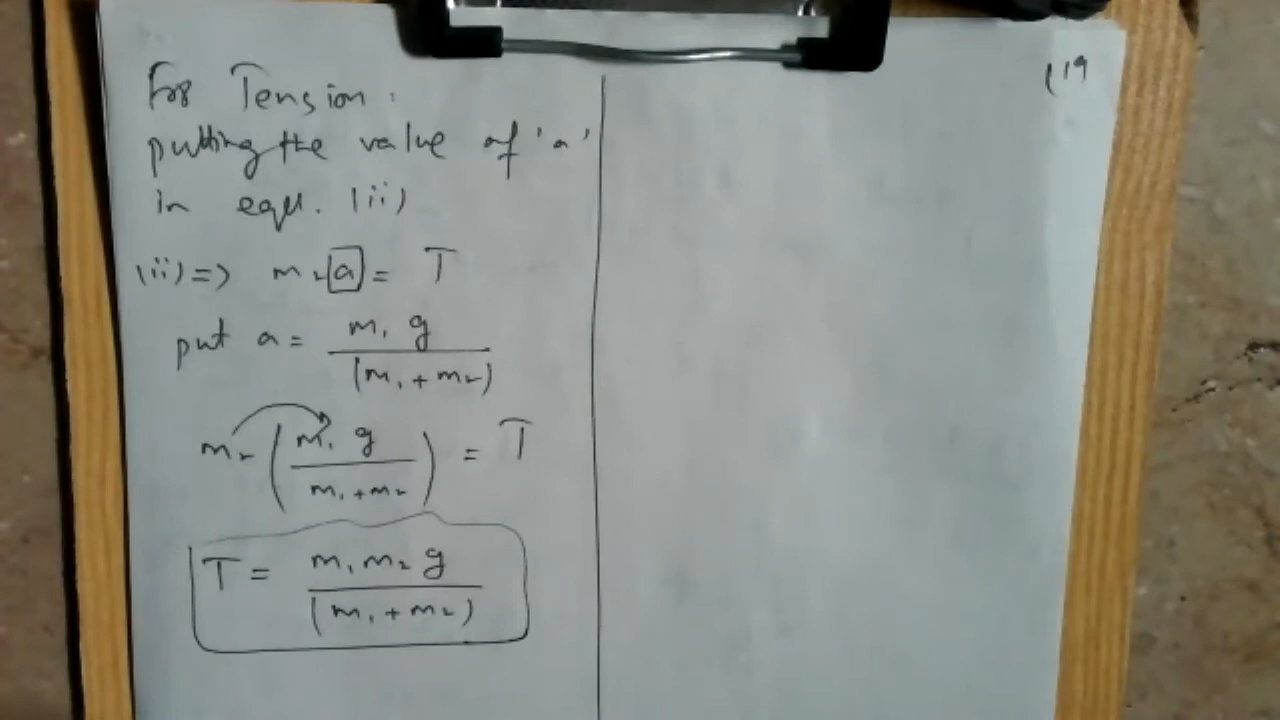 For Tension:
putting the value of 'a'
in equ. (ii)
(ii) => m₂ a = T
put a = m₁ g / (m₁ + m₂)
m₂ ( m₁ g / m₁ + m₂ ) = T
T = m₁ m₂ g / (m₁ + m₂)